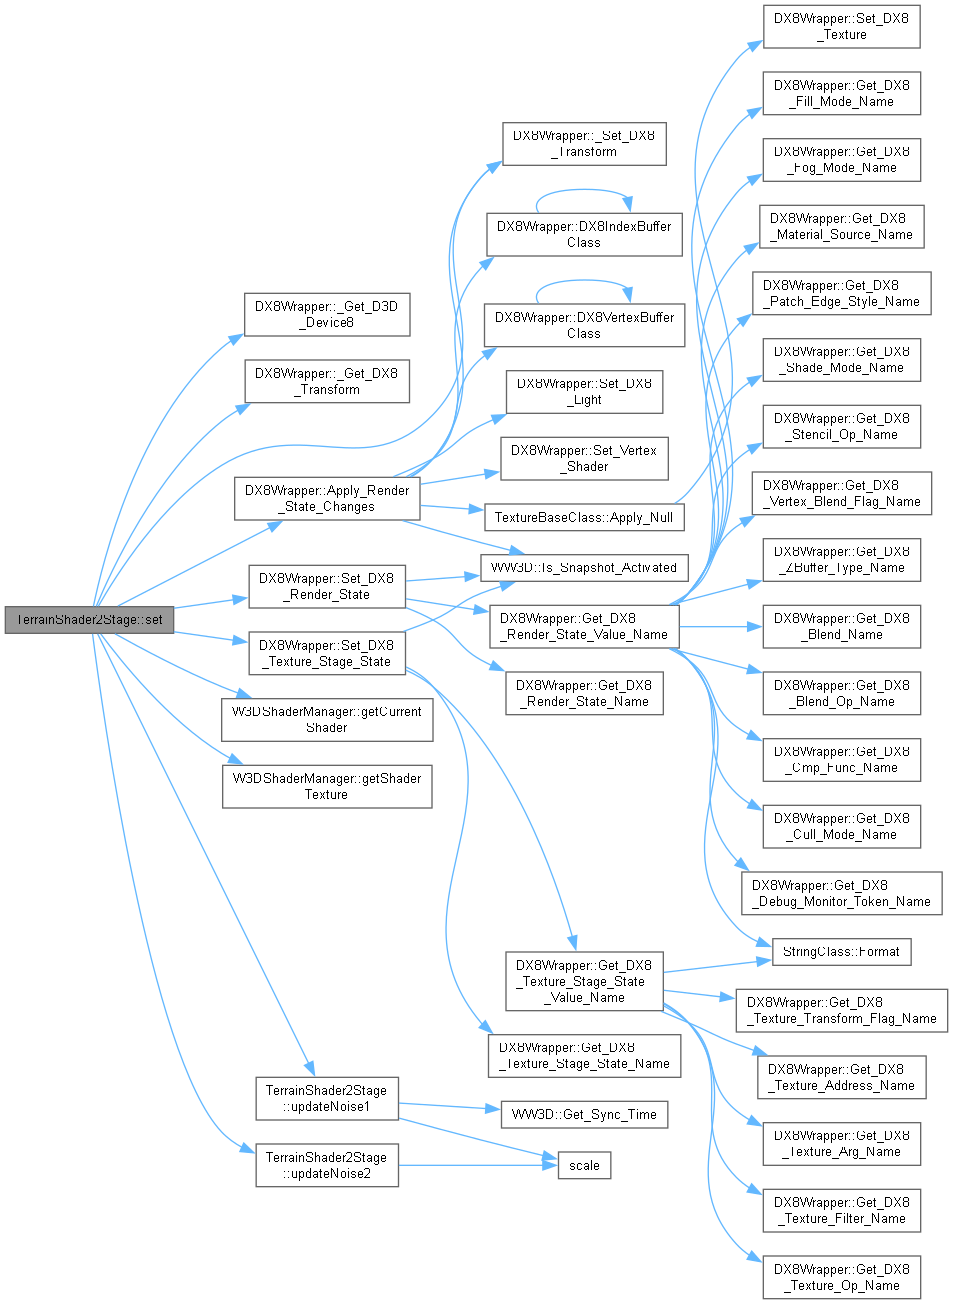 TerrainShader2Stage::set
DX8Wrapper::_Get_D3D
_Device8
DX8Wrapper::_Get_DX8
_Transform
DX8Wrapper::Apply_Render
_State_Changes
DX8Wrapper::Set_DX8
_Render_State
DX8Wrapper::Set_DX8
_Texture_Stage_State
W3DShaderManager::getCurrent
Shader
W3DShaderManager::getShader
Texture
TerrainShader2Stage
::updateNoise1
TerrainShader2Stage
::updateNoise2
DX8Wrapper::_Set_DX8
_Transform
DX8Wrapper::DX8IndexBuffer
Class
DX8Wrapper::DX8VertexBuffer
Class
DX8Wrapper::Set_DX8
_Light
DX8Wrapper::Set_Vertex
_Shader
TextureBaseClass::Apply_Null
WW3D::Is_Snapshot_Activated
DX8Wrapper::Get_DX8
_Render_State_Value_Name
DX8Wrapper::Get_DX8
_Render_State_Name
DX8Wrapper::Get_DX8
_Texture_Stage_State
_Value_Name
DX8Wrapper::Get_DX8
_Texture_Stage_State_Name
WW3D::Get_Sync_Time
scale
DX8Wrapper::Set_DX8
_Texture
DX8Wrapper::Get_DX8
_Fill_Mode_Name
DX8Wrapper::Get_DX8
_Fog_Mode_Name
DX8Wrapper::Get_DX8
_Material_Source_Name
DX8Wrapper::Get_DX8
_Patch_Edge_Style_Name
DX8Wrapper::Get_DX8
_Shade_Mode_Name
DX8Wrapper::Get_DX8
_Stencil_Op_Name
DX8Wrapper::Get_DX8
_Vertex_Blend_Flag_Name
DX8Wrapper::Get_DX8
_ZBuffer_Type_Name
DX8Wrapper::Get_DX8
_Blend_Name
DX8Wrapper::Get_DX8
_Blend_Op_Name
DX8Wrapper::Get_DX8
_Cmp_Func_Name
DX8Wrapper::Get_DX8
_Cull_Mode_Name
DX8Wrapper::Get_DX8
_Debug_Monitor_Token_Name
StringClass::Format
DX8Wrapper::Get_DX8
_Texture_Transform_Flag_Name
DX8Wrapper::Get_DX8
_Texture_Address_Name
DX8Wrapper::Get_DX8
_Texture_Arg_Name
DX8Wrapper::Get_DX8
_Texture_Filter_Name
DX8Wrapper::Get_DX8
_Texture_Op_Name